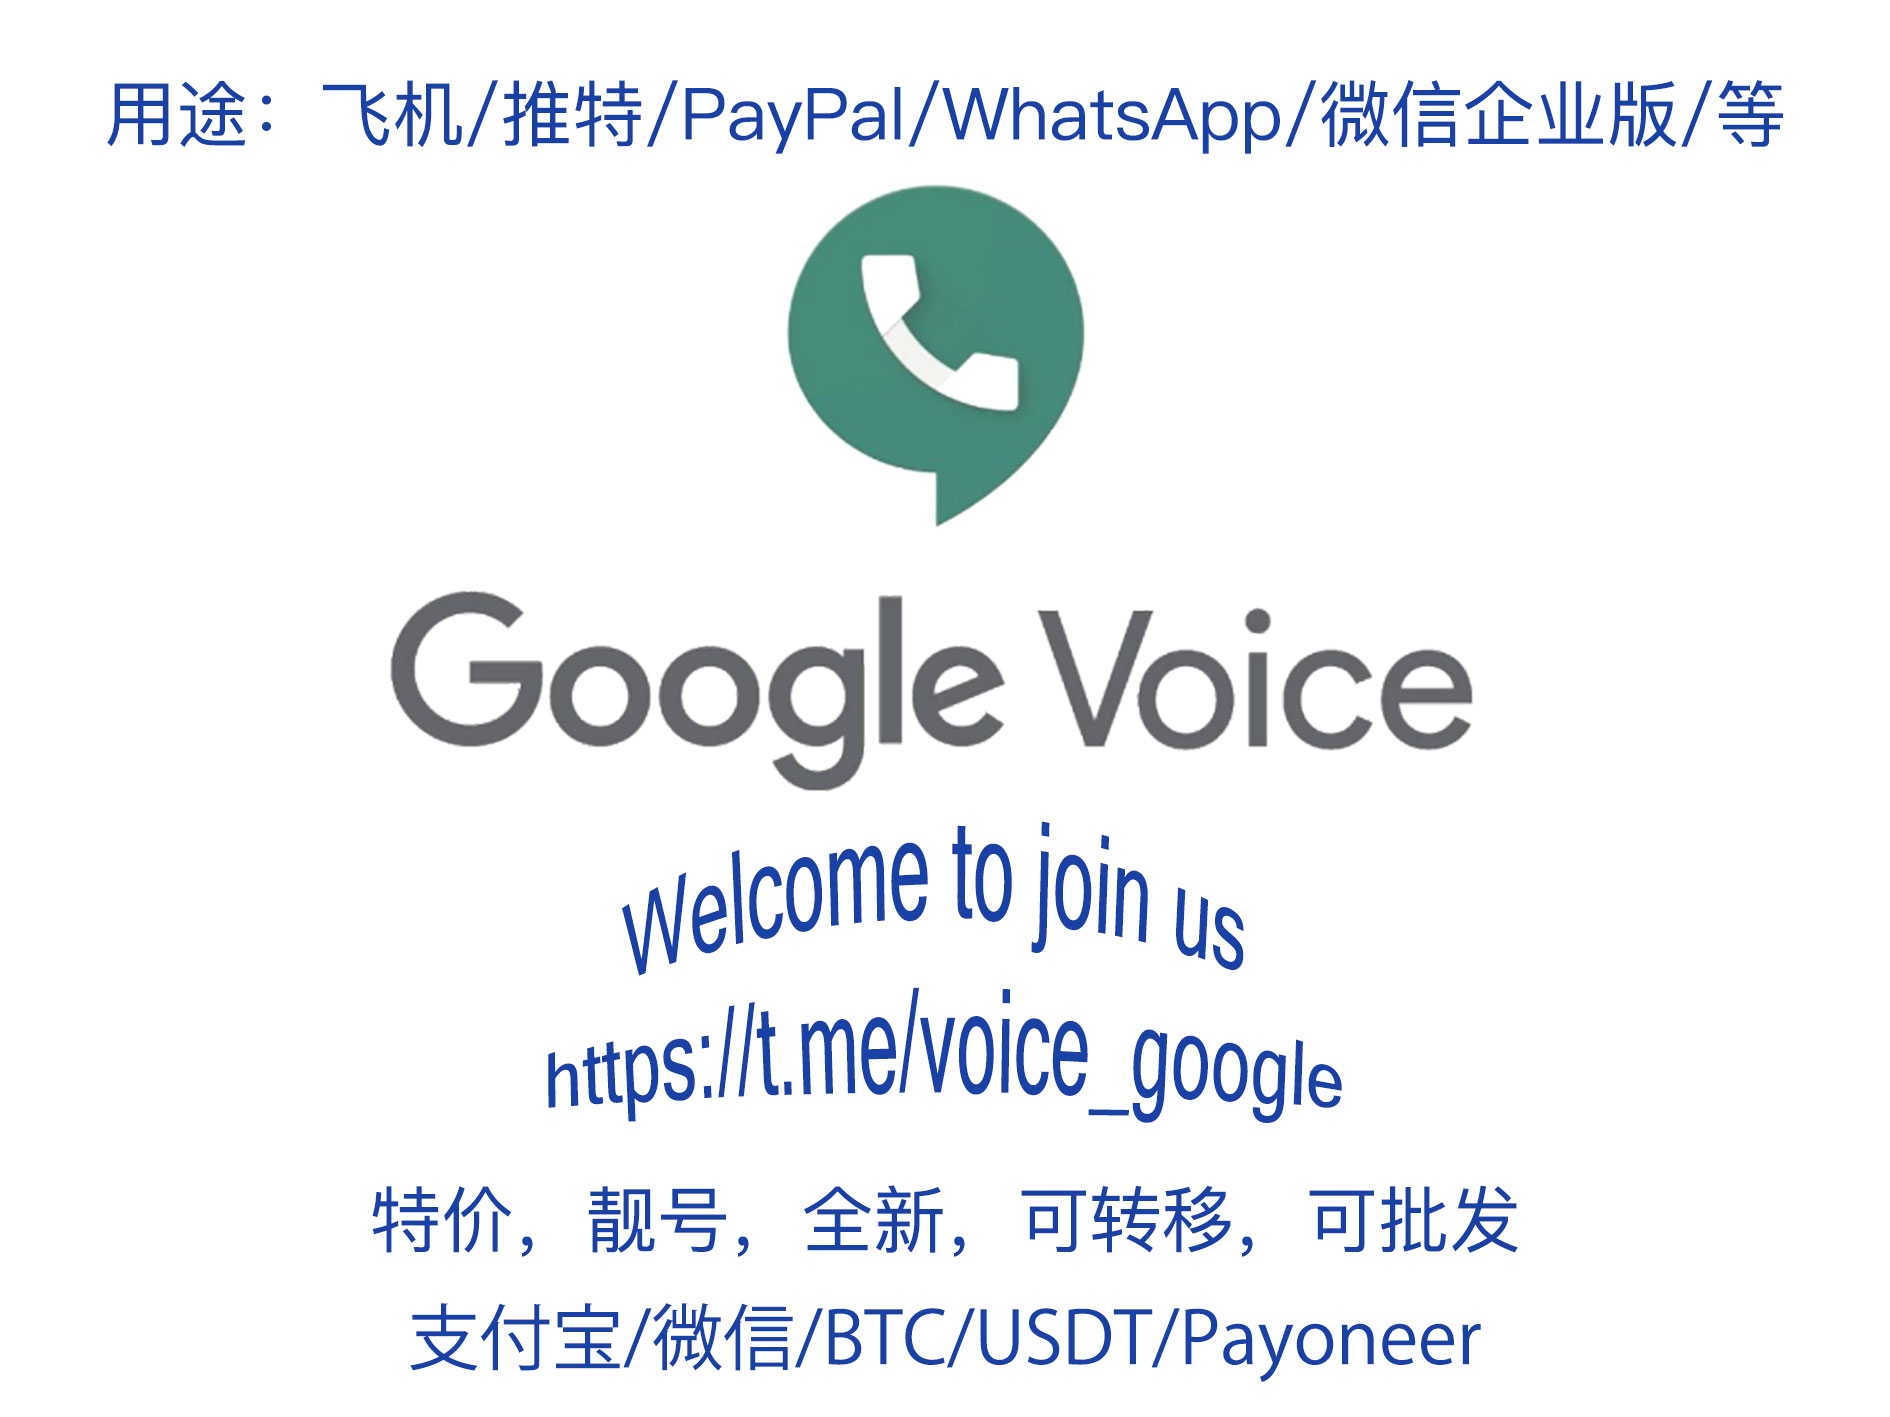 用途：飞机/推特/PayPal/WhatsApp/微信企业版/等
Google Voice
Welcome to join us
https://t.me/voice_google
特价，靓号，全新，可转移，可批发
支付宝/微信/BTC/USDT/Payoneer